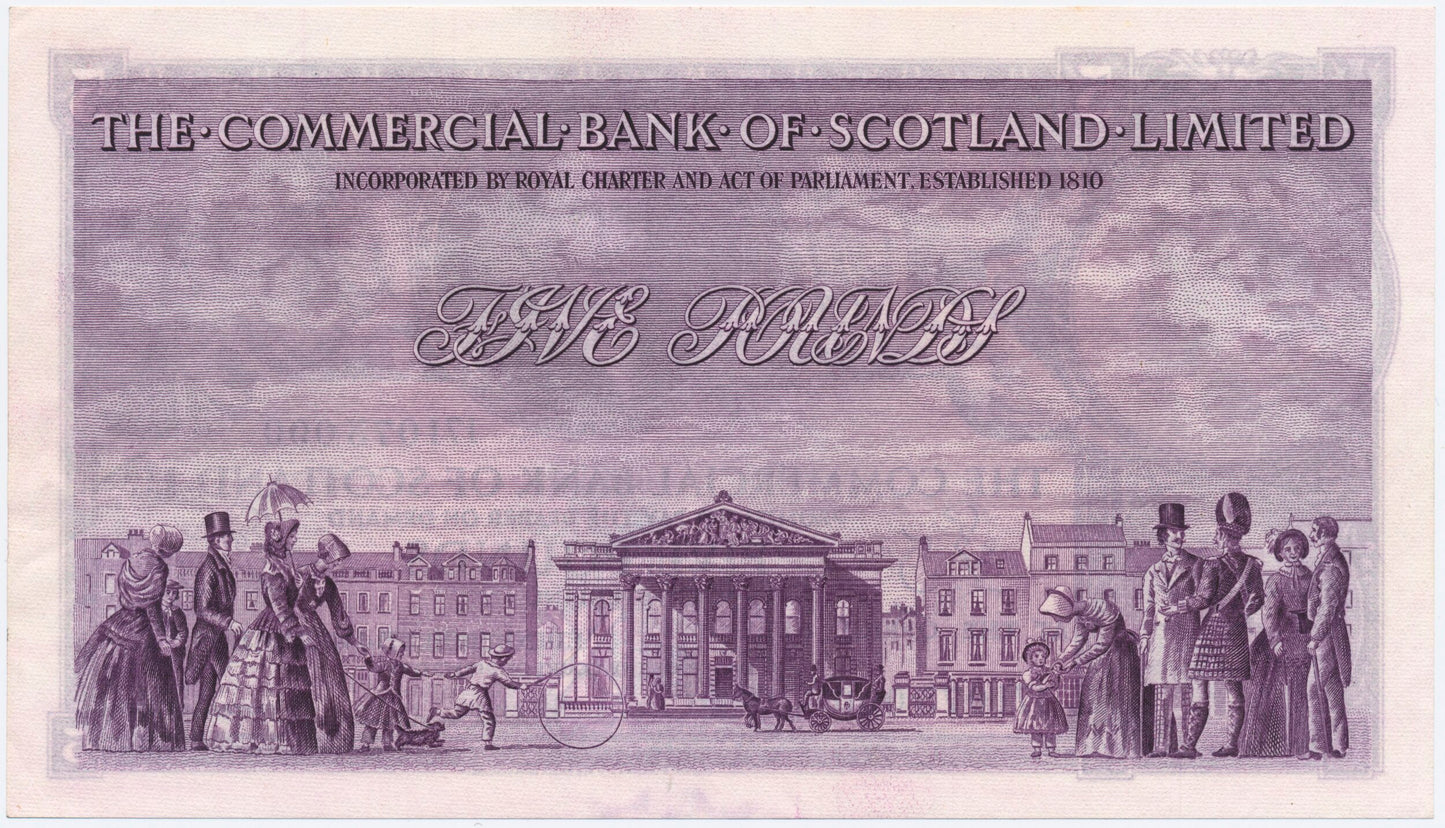 THE·COMMERCIAL·BANK·OF·SCOTLAND·LIMITED
INCORPORATED BY ROYAL CHARTER AND ACT OF PARLIAMENT. ESTABLISHED 1810
FIVE POUNDS